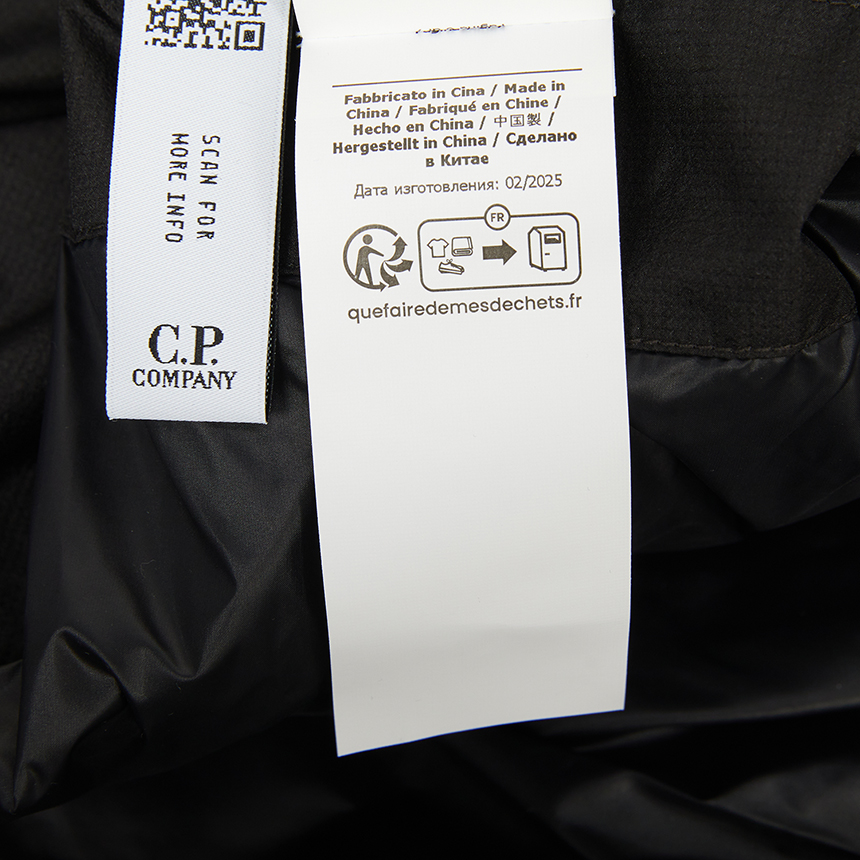 SCAN FOR
MORE INFO
C.P.
COMPANY
Fabbricato in Cina / Made in
China / Fabriqué en Chine /
Hecho en China / 中国製 /
Hergestellt in China / Сделано
в Китае
Дата изготовления: 02/2025
FR
quefairedemesdechets.fr